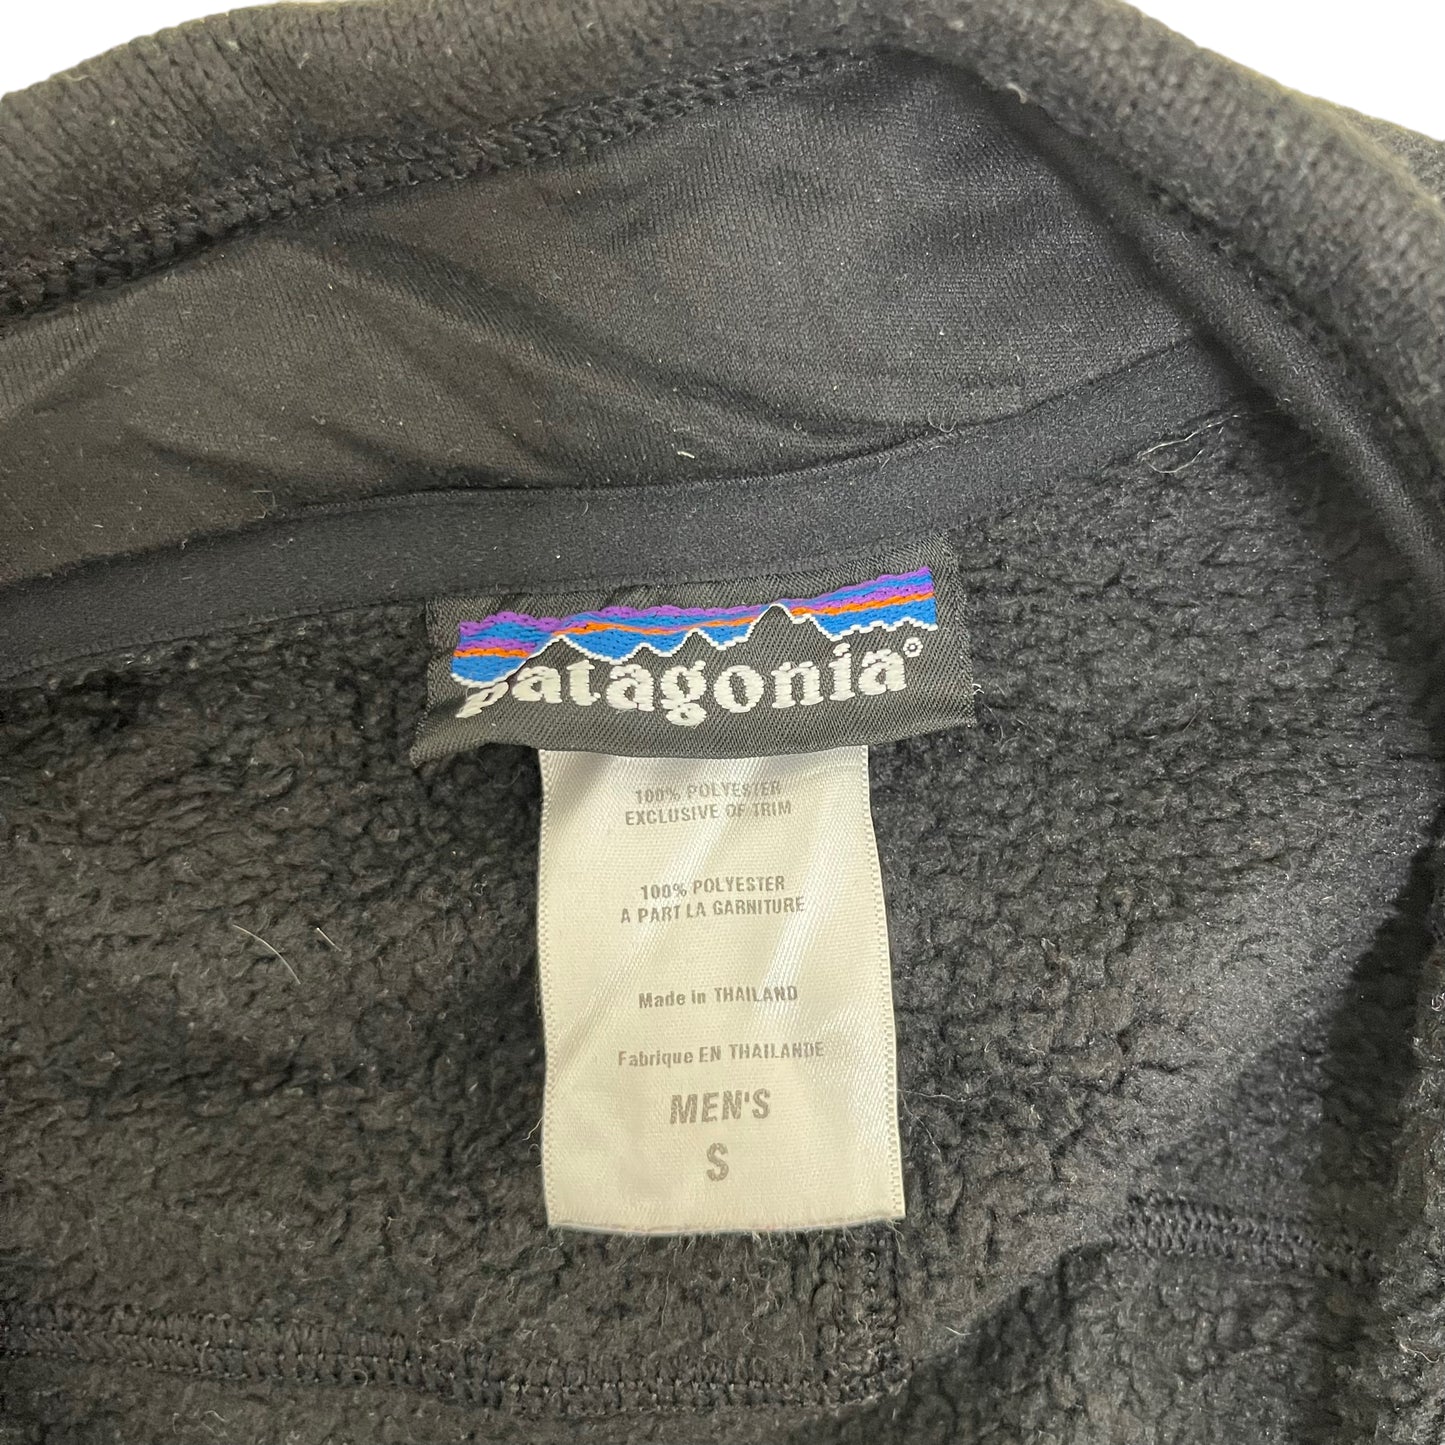 patagonia®
100% POLYESTER
EXCLUSIVE OF TRIM
100% POLYESTER
A PART LA GARNITURE
Made in THAILAND
Fabrique EN THAILANDE
MEN'S
S